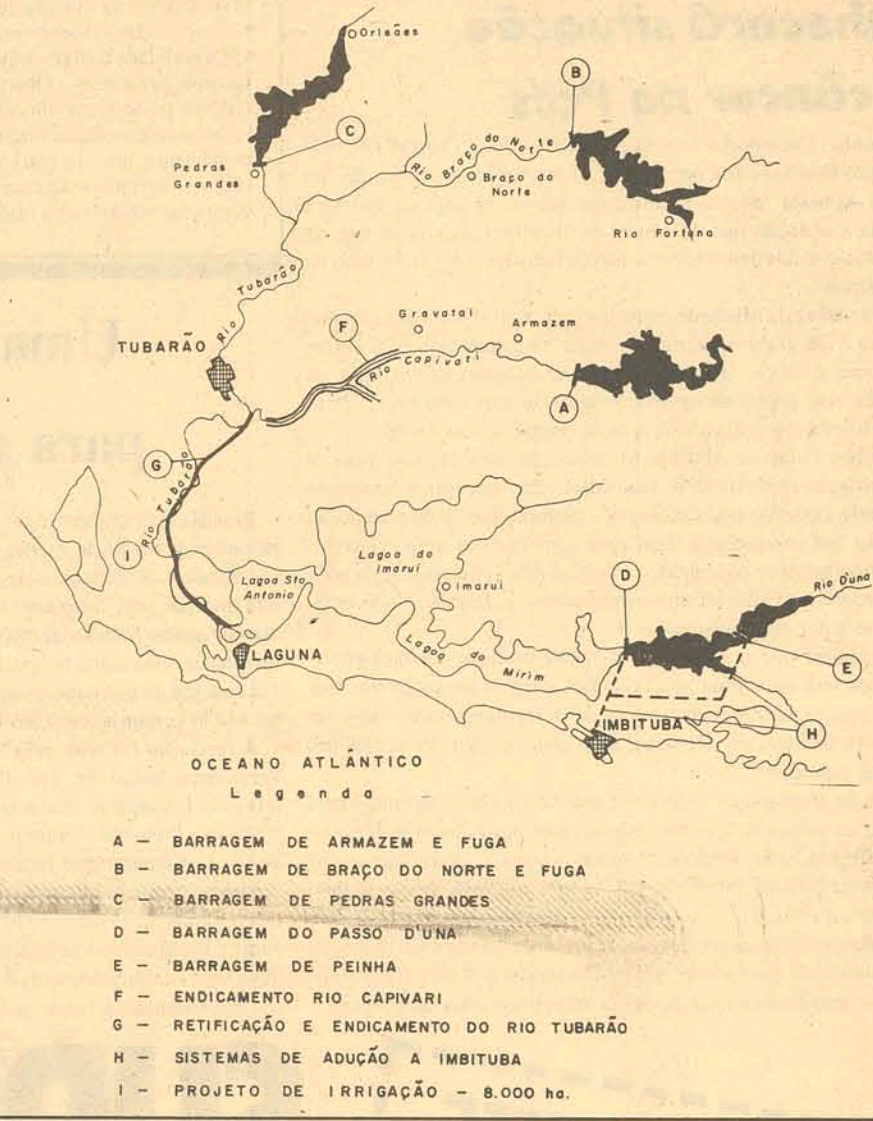 Orleães
B
C
Rio Braço do Norte
Pedras
Grandes
Braço do
Norte
Rio Fortuna
Rio Tubarão
Gravatal
Armazem
F
TUBARÃO
Rio Capivari
A
G
Rio Tubarão
I
Lagoa do
Imaruí
Lagoa Sto
Antonio
Imaruí
D
Rio D'una
LAGUNA
Lagoa do Mirim
E
IMBITUBA
H
OCEANO ATLÂNTICO
Legenda
A — BARRAGEM DE ARMAZEM E FUGA
B — BARRAGEM DE BRAÇO DO NORTE E FUGA
C — BARRAGEM DE PEDRAS GRANDES
D — BARRAGEM DO PASSO D'UNA
E — BARRAGEM DE PEINHA
F — ENDICAMENTO RIO CAPIVARI
G — RETIFICAÇÃO E ENDICAMENTO DO RIO TUBARÃO
H — SISTEMAS DE ADUÇÃO A IMBITUBA
I — PROJETO DE IRRIGAÇÃO – 8.000 ha.